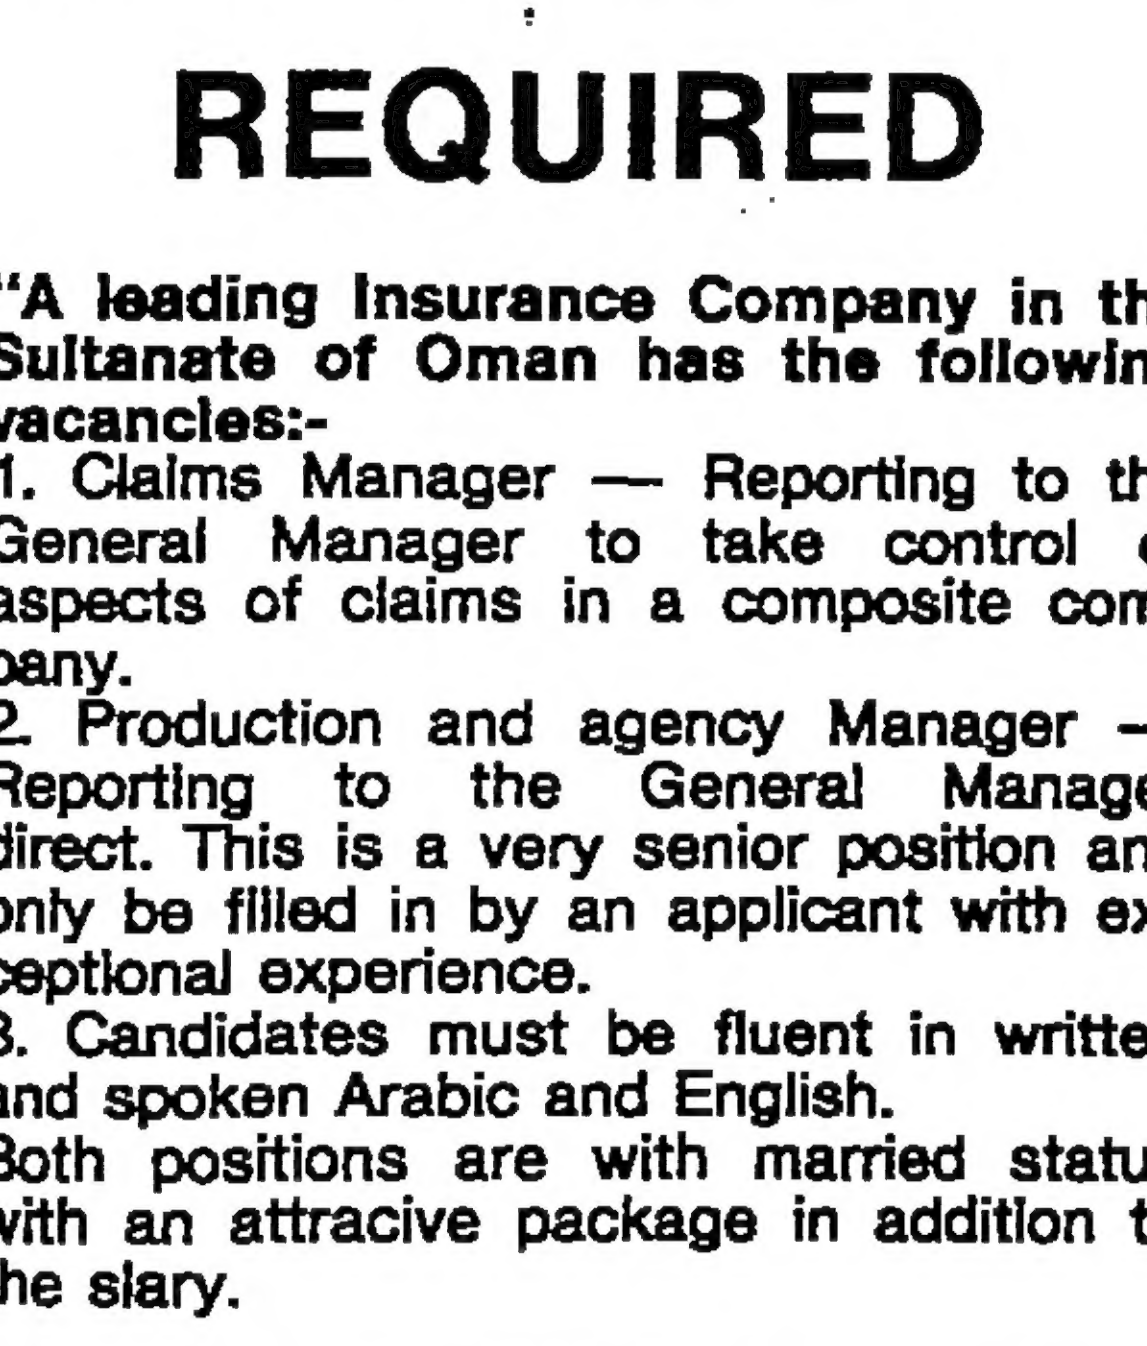 REQUIRED
"A leading Insurance Company in th
Sultanate of Oman has the followin
vacancies:-
1. Claims Manager — Reporting to th
General Manager to take control
aspects of claims in a composite com
pany.
2. Production and agency Manager —
Reporting to the General Manage
direct. This is a very senior position an
only be filled in by an applicant with ex
ceptional experience.
3. Candidates must be fluent in writte
and spoken Arabic and English.
Both positions are with married statu
with an attracive package in addition t
the slary.